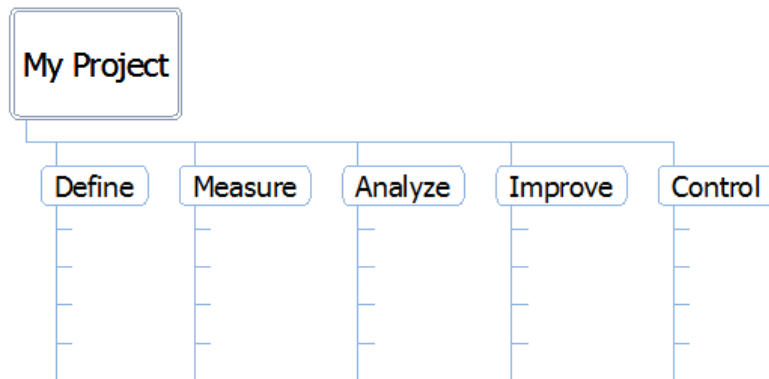 My Project
Define
Measure
Analyze
Improve
Control